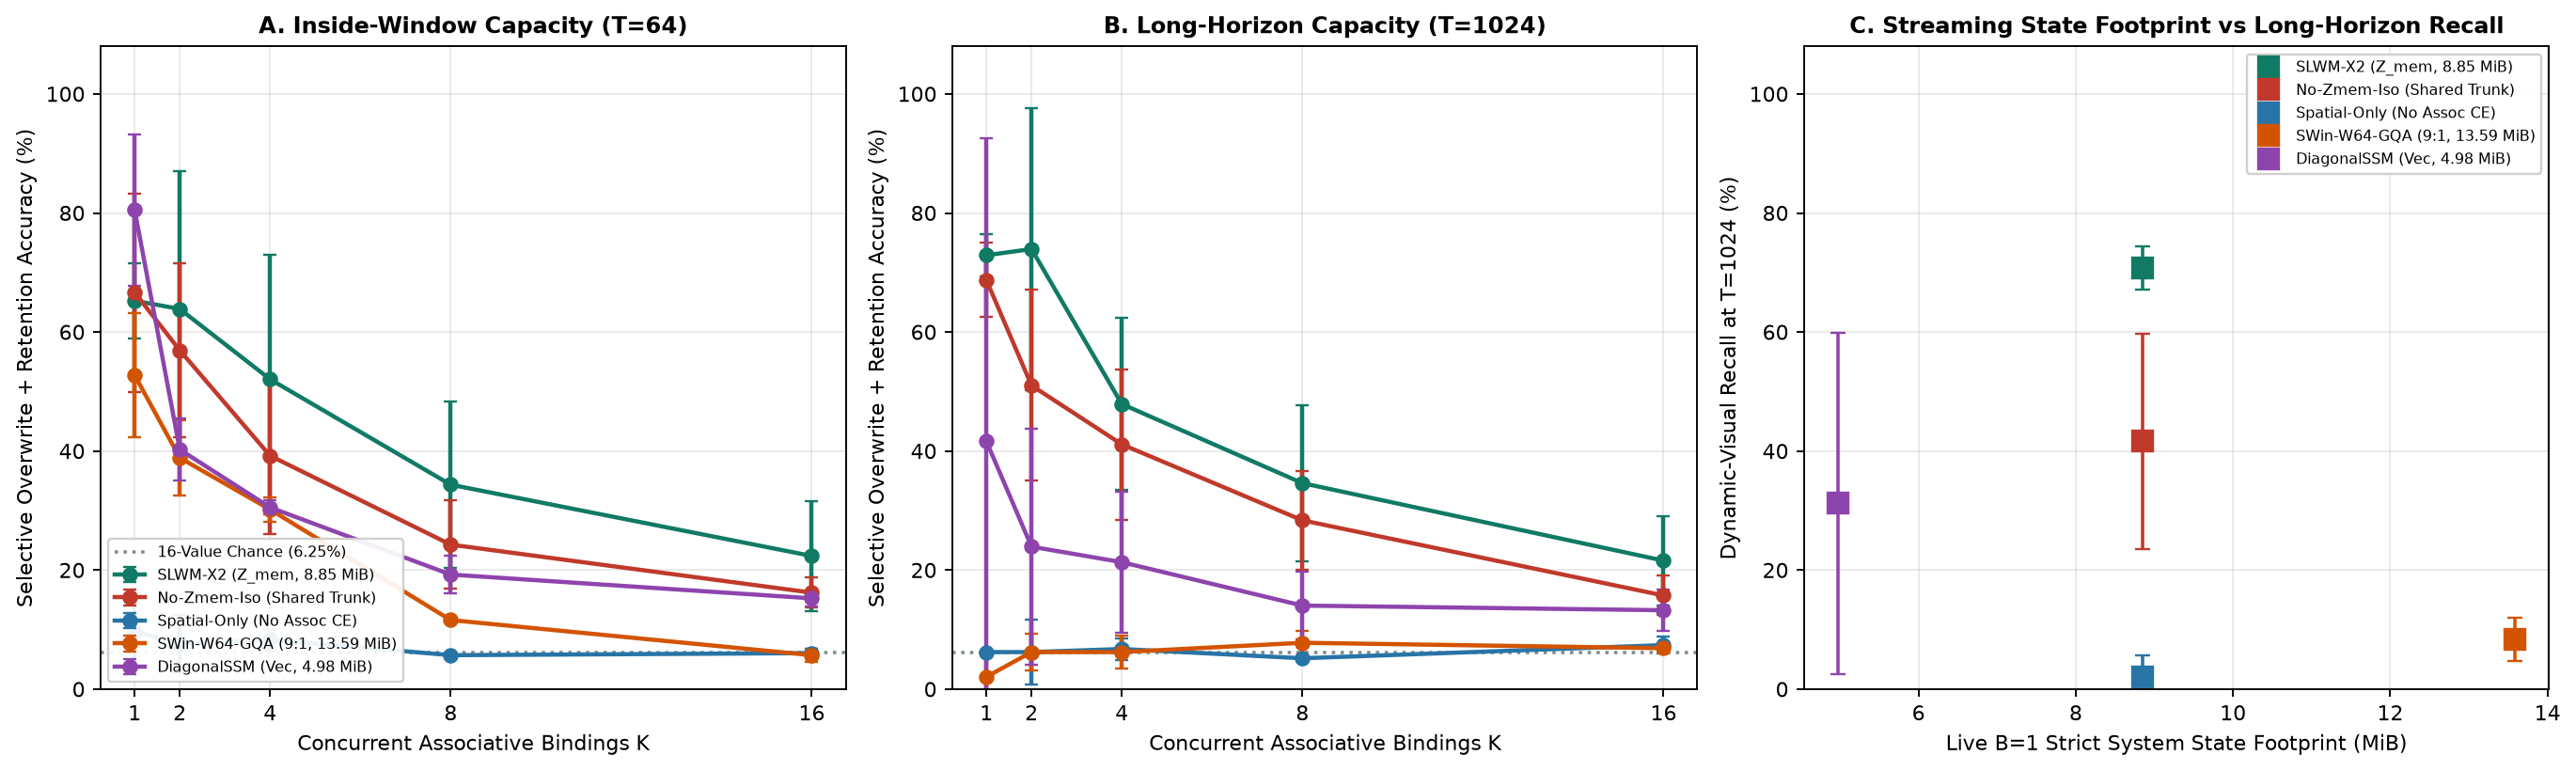 A. Inside-Window Capacity (T=64)
Selective Overwrite + Retention Accuracy (%)
100
80
60
40
20
0
16-Value Chance (6.25%)
SLWM-X2 (Z_mem, 8.85 MiB)
No-Zmem-Iso (Shared Trunk)
Spatial-Only (No Assoc CE)
SWin-W64-GQA (9:1, 13.59 MiB)
DiagonalSSM (Vec, 4.98 MiB)
1 2 4 8 16
Concurrent Associative Bindings K
B. Long-Horizon Capacity (T=1024)
Selective Overwrite + Retention Accuracy (%)
100
80
60
40
20
0
1 2 4 8 16
Concurrent Associative Bindings K
C. Streaming State Footprint vs Long-Horizon Recall
Dynamic-Visual Recall at T=1024 (%)
100
80
60
40
20
0
SLWM-X2 (Z_mem, 8.85 MiB)
No-Zmem-Iso (Shared Trunk)
Spatial-Only (No Assoc CE)
SWin-W64-GQA (9:1, 13.59 MiB)
DiagonalSSM (Vec, 4.98 MiB)
6 8 10 12 14
Live B=1 Strict System State Footprint (MiB)